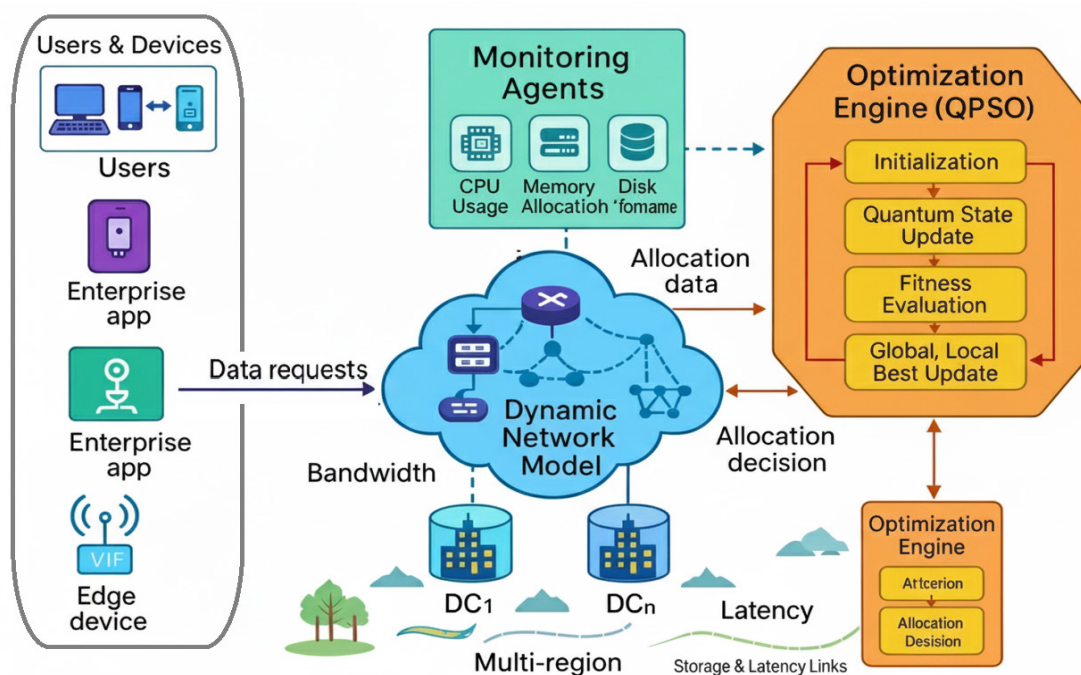 Users & Devices
Users
Enterprise
app
Enterprise
app
VIF
Edge
device
Data requests
Monitoring
Agents
CPU
Usage
Memory
Allocation
Disk
'fomame
Allocation
data
Dynamic
Network
Model
Bandwidth
Allocation
decision
DC1
DCn
Multi-region
Latency
Storage & Latency Links
Optimization
Engine (QPSO)
Initialization
Quantum State
Update
Fitness
Evaluation
Global, Local
Best Update
Optimization
Engine
Allocation
Desision